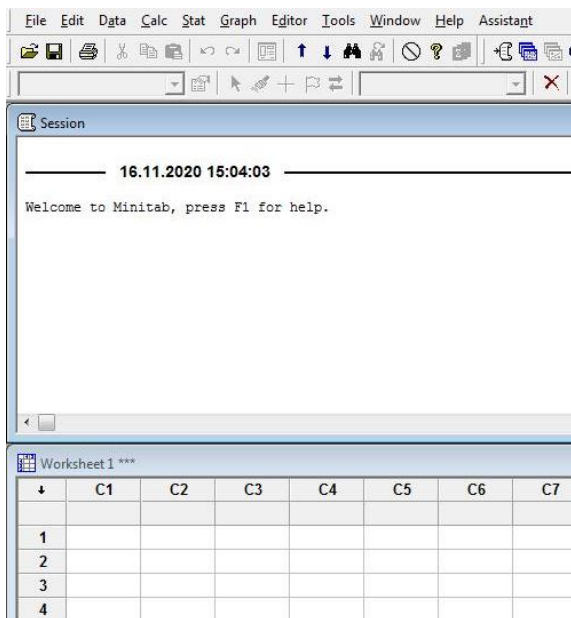 File Edit Data Calc Stat Graph Editor Tools Window Help Assistant
Session
16.11.2020 15:04:03
Welcome to Minitab, press F1 for help.
Worksheet 1 ***
C1 C2 C3 C4 C5 C6 C7
1
2
3
4